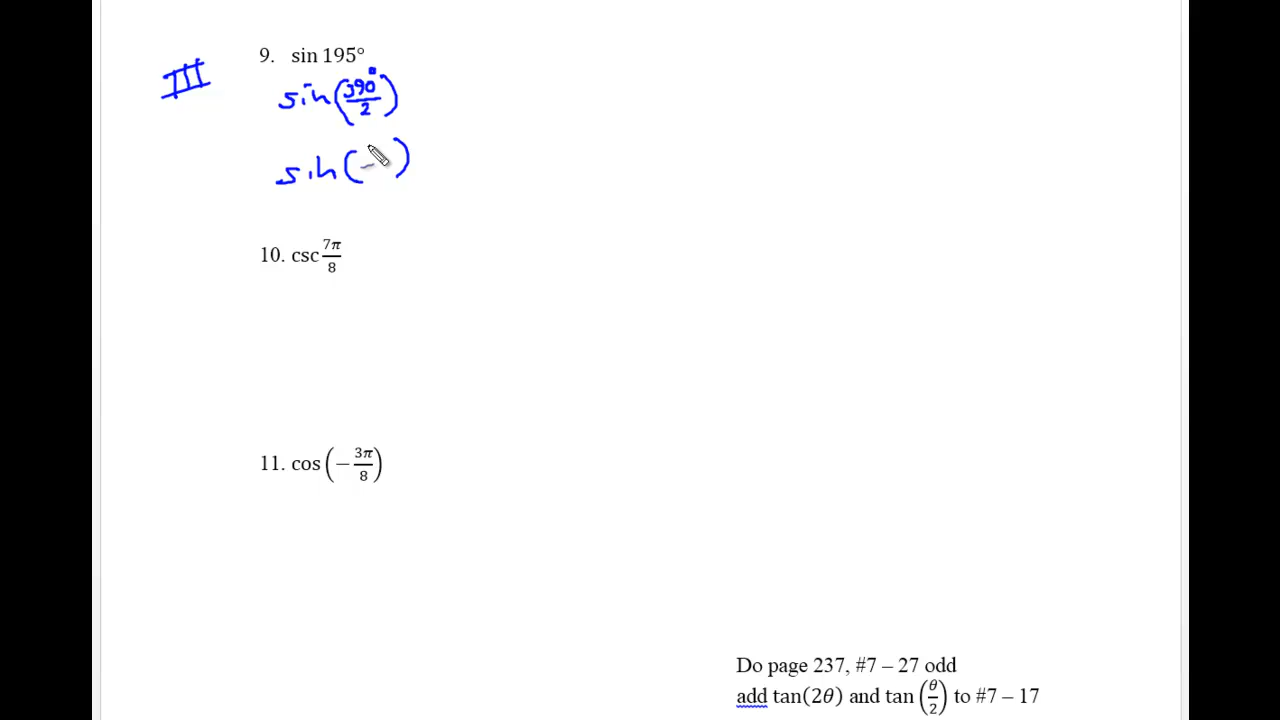 9. sin 195°
III
sin(390°/2)
sin(– )
10. csc 7π/8
11. cos(−3π/8)
Do page 237, #7 – 27 odd
add tan(2θ) and tan(θ/2) to #7 – 17